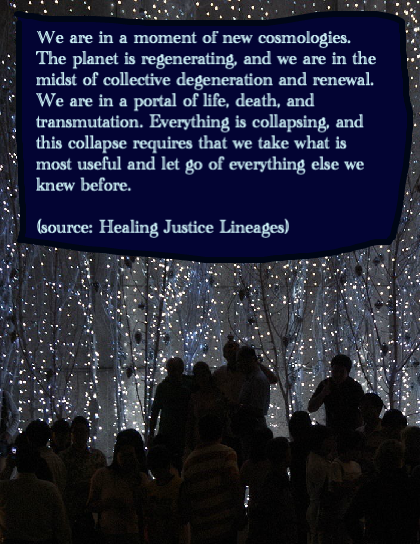 We are in a moment of new cosmologies.
The planet is regenerating, and we are in the
midst of collective degeneration and renewal.
We are in a portal of life, death, and
transmutation. Everything is collapsing, and
this collapse requires that we take what is
most useful and let go of everything else we
knew before.
(source: Healing Justice Lineages)